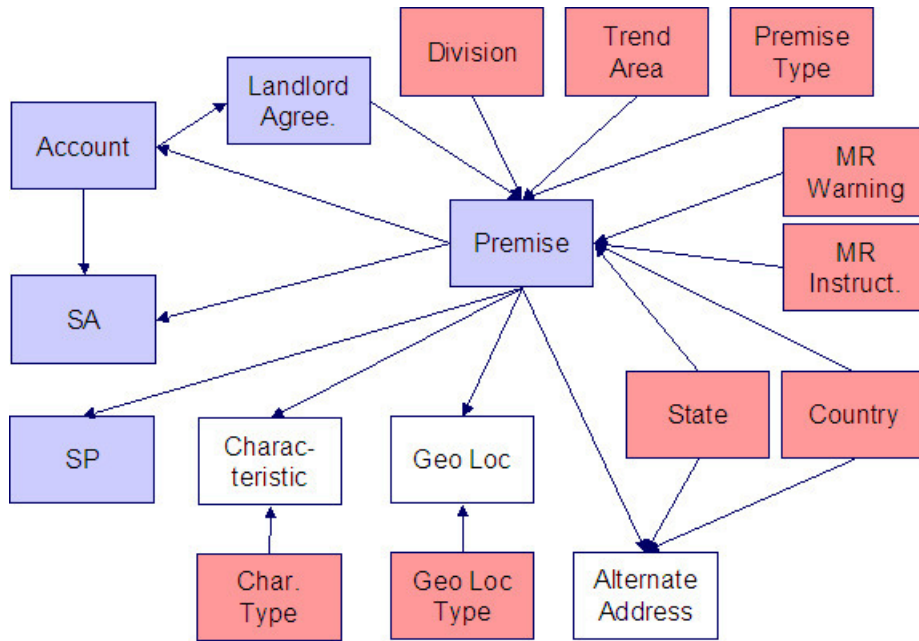 Division
Trend
Area
Premise
Type
Landlord
Agree.
Account
MR
Warning
Premise
MR
Instruct.
SA
State
Country
SP
Charac-
teristic
Geo Loc
Char.
Type
Geo Loc
Type
Alternate
Address